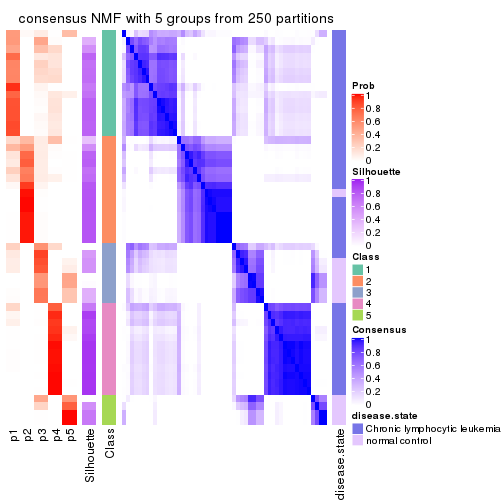 consensus NMF with 5 groups from 250 partitions
Prob
1
0.8
0.6
0.4
0.2
0
Silhouette
1
0.8
0.6
0.4
0.2
0
Class
1
2
3
4
5
Consensus
1
0.8
0.6
0.4
0.2
0
disease.state
Chronic lymphocytic leukemia
normal control
p1
p2
p3
p4
p5
Silhouette
Class
disease.state